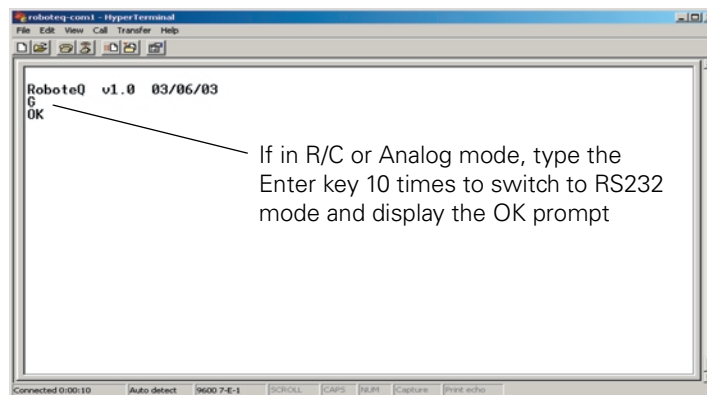 roboteq-com1 - HyperTerminal
File Edit View Call Transfer Help
RoboteQ v1.0 03/06/03
G
OK
If in R/C or Analog mode, type the
Enter key 10 times to switch to RS232
mode and display the OK prompt
Connected 0:00:10 Auto detect 9600 7-E-1 SCROLL CAPS NUM Capture Print echo